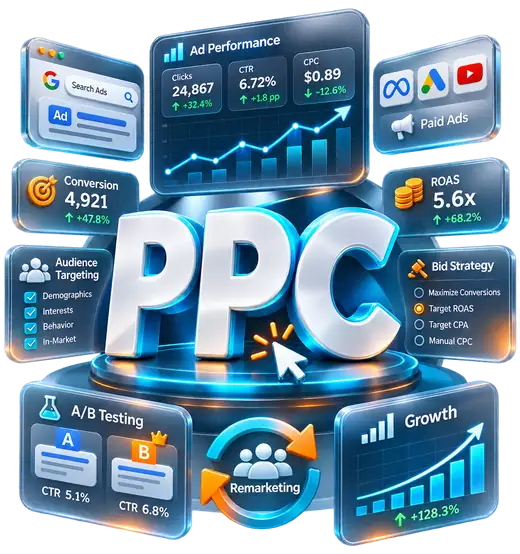 Ad Performance
Clicks
24,867
↑ +32.4%
CTR
6.72%
↑ +1.8 pp
CPC
$0.89
↓ -12.6%
G
Search Ads
Ad
Paid Ads
Conversion
4,921
↑ +47.8%
ROAS
5.6x
↑ +68.2%
Audience
Targeting
Demographics
Interests
Behavior
In-Market
PPC
Bid Strategy
Maximize Conversions
Target ROAS
Target CPA
Manual CPC
A/B Testing
A
CTR 5.1%
B
CTR 6.8%
Remarketing
Growth
↑ +128.3%